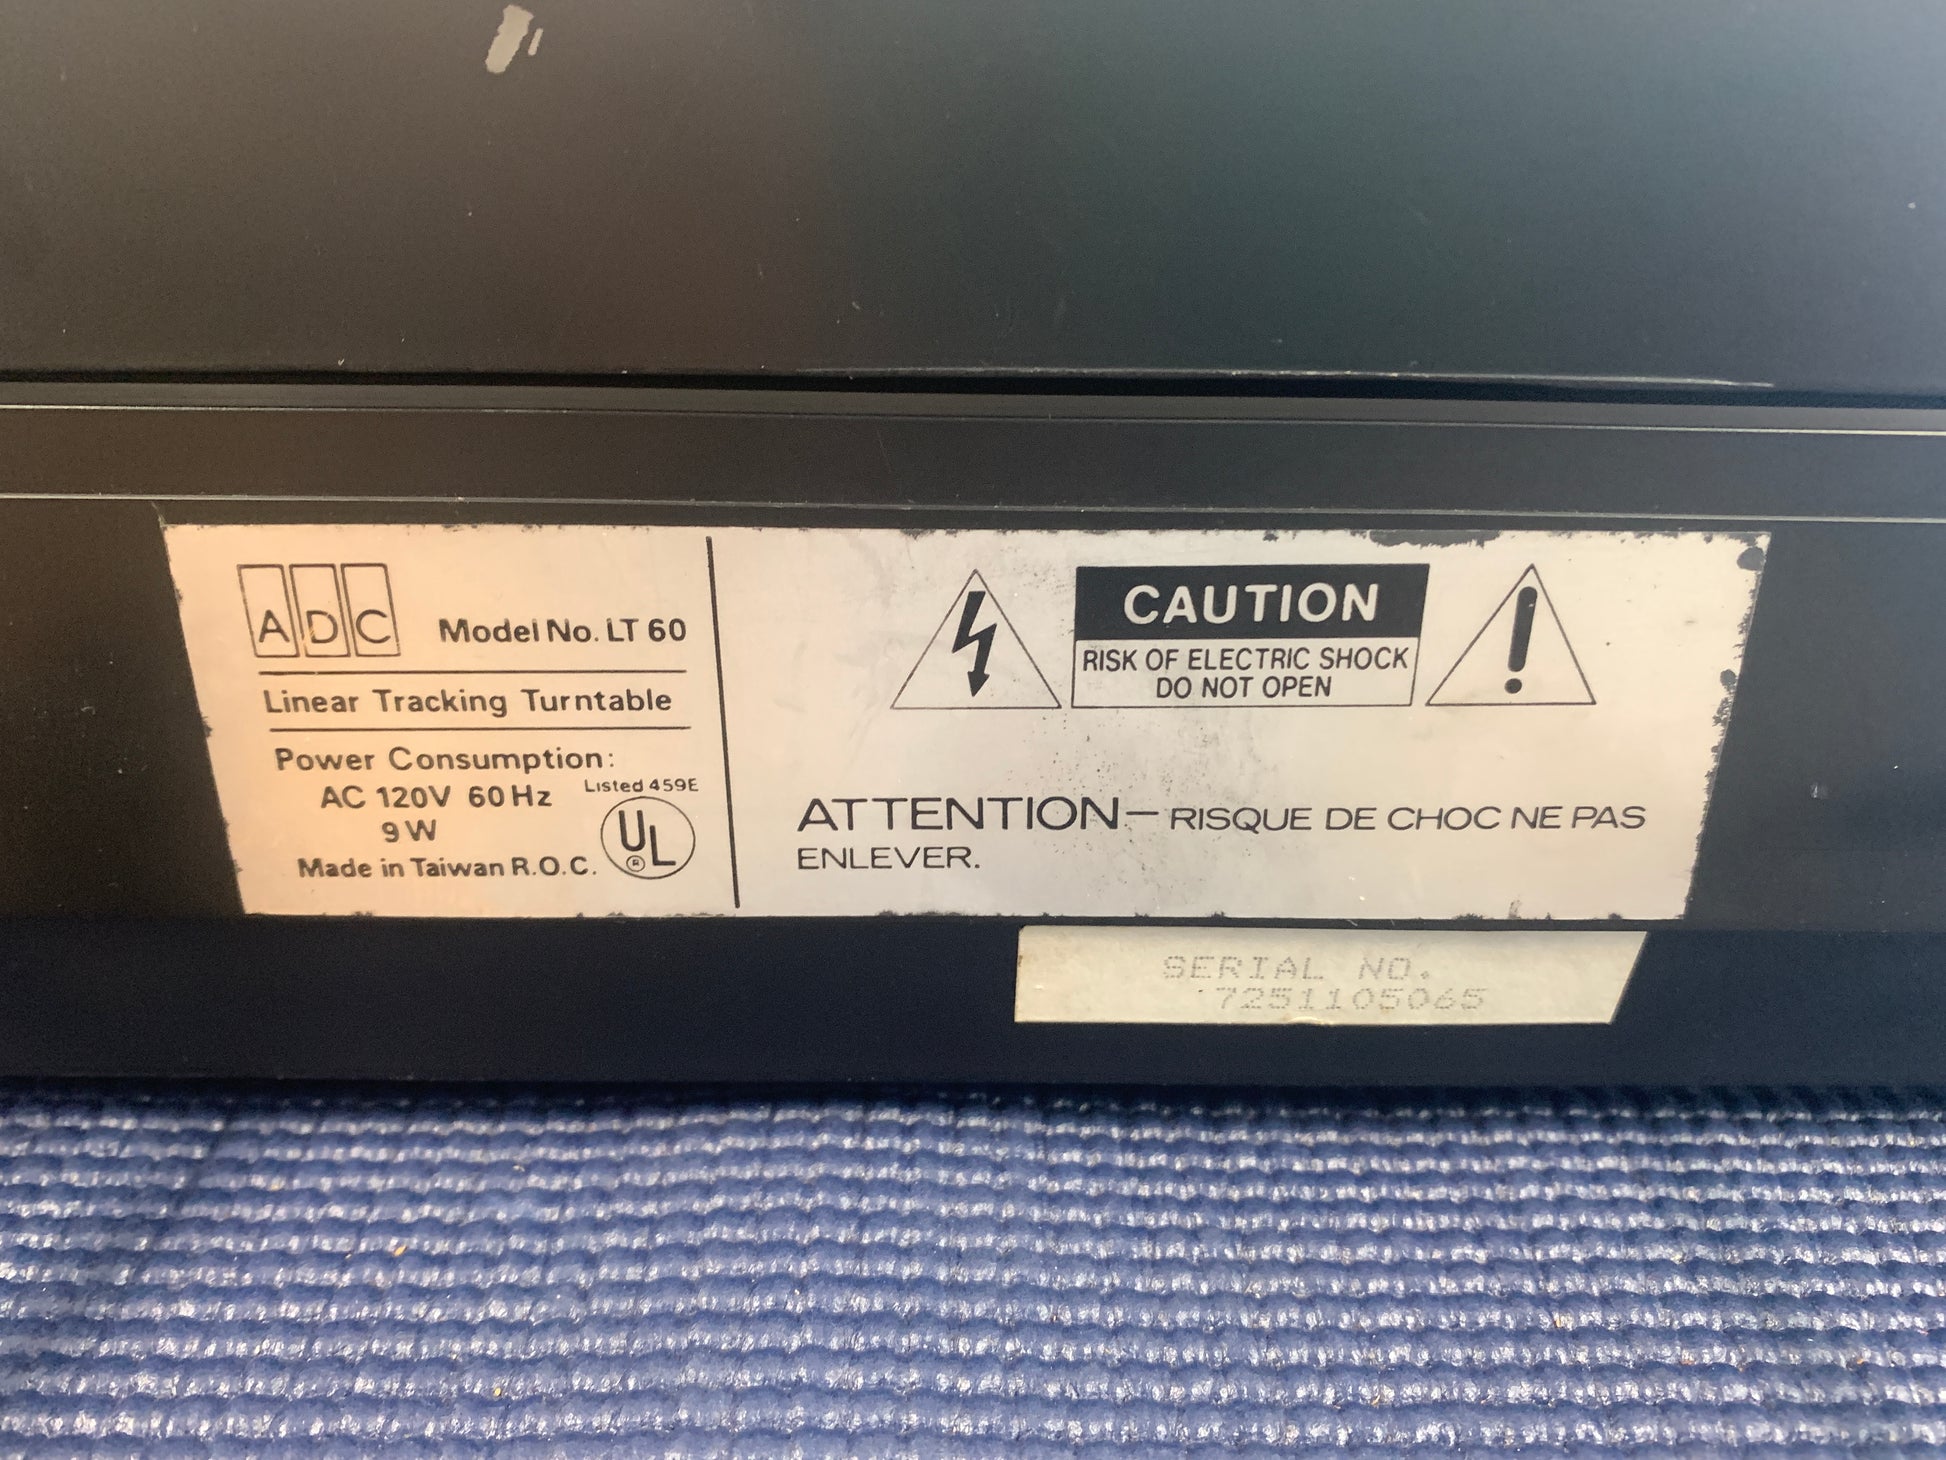 ADC Model No. LT 60
Linear Tracking Turntable
Power Consumption:
AC 120V 60Hz
9W
Made in Taiwan R.O.C.
Listed 459E
UL
®
CAUTION
RISK OF ELECTRIC SHOCK
DO NOT OPEN
ATTENTION—RISQUE DE CHOC NE PAS
ENLEVER.
SERIAL NO.
7251105065